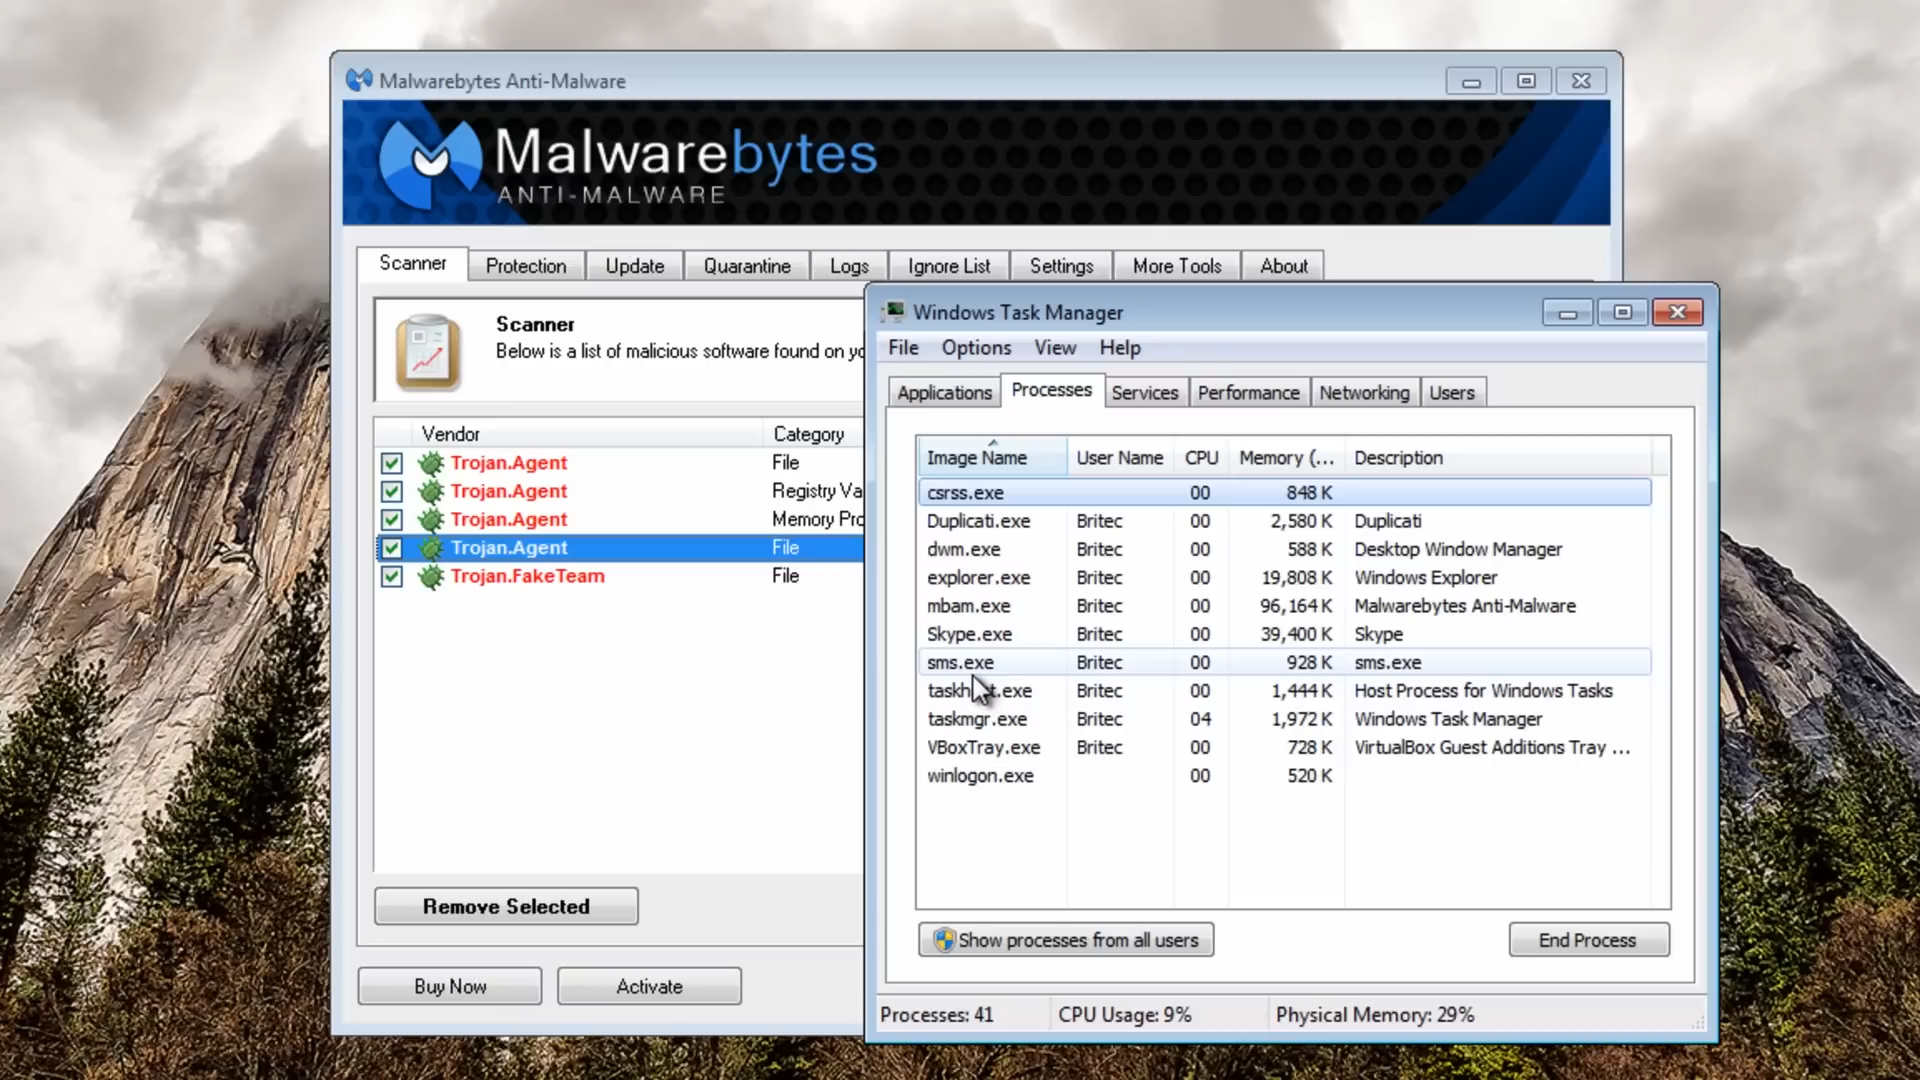 Malwarebytes Anti-Malware
Malwarebytes
ANTI-MALWARE
Scanner Protection Update Quarantine Logs Ignore List Settings More Tools About
Scanner
Below is a list of malicious software found on
Vendor Category
Trojan.Agent File
Trojan.Agent Registry Va
Trojan.Agent Memory Pro
Trojan.Agent File
Trojan.FakeTeam File
Remove Selected
Buy Now Activate
Windows Task Manager
File Options View Help
Applications Processes Services Performance Networking Users
Image Name User Name CPU Memory (... Description
csrss.exe 00 848 K
Duplicati.exe Britec 00 2,580 K Duplicati
dwm.exe Britec 00 588 K Desktop Window Manager
explorer.exe Britec 00 19,808 K Windows Explorer
mbam.exe Britec 00 96,164 K Malwarebytes Anti-Malware
Skype.exe Britec 00 39,400 K Skype
sms.exe Britec 00 928 K sms.exe
taskhost.exe Britec 00 1,444 K Host Process for Windows Tasks
taskmgr.exe Britec 04 1,972 K Windows Task Manager
VBoxTray.exe Britec 00 728 K VirtualBox Guest Additions Tray ...
winlogon.exe 00 520 K
Show processes from all users End Process
Processes: 41 CPU Usage: 9% Physical Memory: 29%